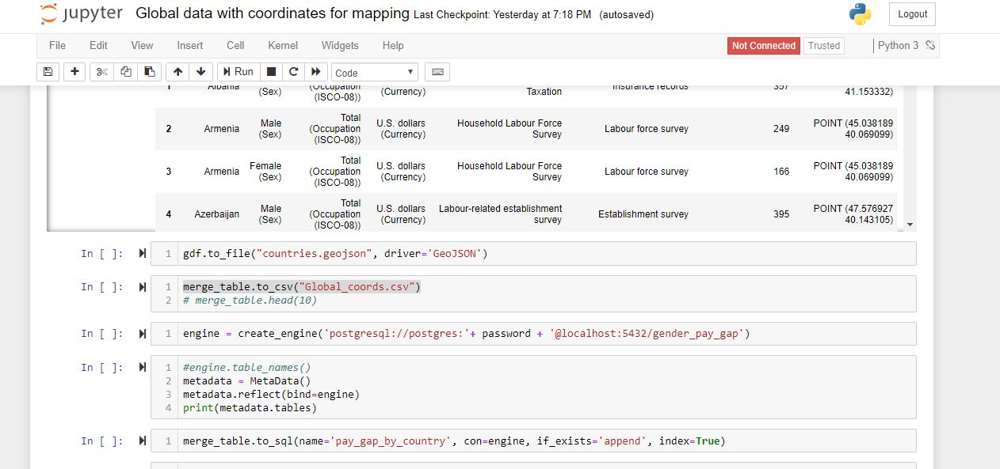 jupyter Global data with coordinates for mapping Last Checkpoint: Yesterday at 7:18 PM (autosaved) Logout
File Edit View Insert Cell Kernel Widgets Help Not Connected Trusted Python 3
Run Code
1 Albania (Sex) (Occupation (ISCO-08)) (Currency) Taxation Insurance records 357 41.153332)
2 Armenia Male (Sex) Total (Occupation (ISCO-08)) U.S. dollars (Currency) Household Labour Force Survey Labour force survey 249 POINT (45.038189 40.069099)
3 Armenia Female (Sex) Total (Occupation (ISCO-08)) U.S. dollars (Currency) Household Labour Force Survey Labour force survey 166 POINT (45.038189 40.069099)
4 Azerbaijan Male (Sex) Total (Occupation (ISCO-08)) U.S. dollars (Currency) Labour-related establishment survey Establishment survey 395 POINT (47.576927 40.143105)
In [ ]: 1 gdf.to_file("countries.geojson", driver='GeoJSON')
In [ ]: 1 merge_table.to_csv("Global_coords.csv")
2 # merge_table.head(10)
In [ ]: 1 engine = create_engine('postgresql://postgres:'+ password + '@localhost:5432/gender_pay_gap')
In [ ]: 1 #engine.table_names()
2 metadata = MetaData()
3 metadata.reflect(bind=engine)
4 print(metadata.tables)
In [ ]: 1 merge_table.to_sql(name='pay_gap_by_country', con=engine, if_exists='append', index=True)